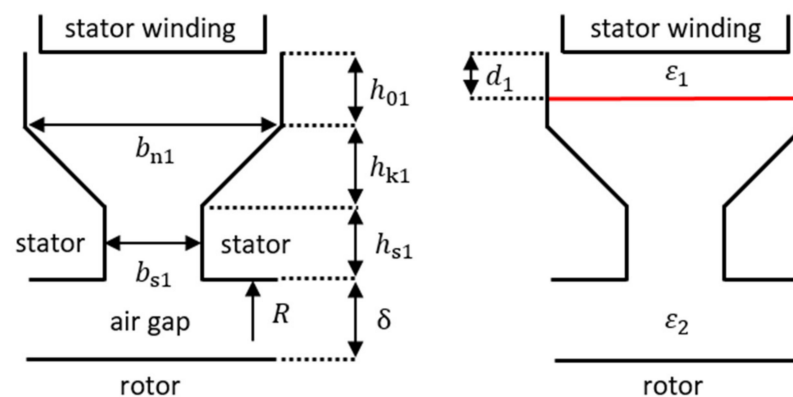 stator winding
h₀₁
bₙ₁
hₖ₁
stator
stator
bₛ₁
hₛ₁
air gap
R
δ
rotor
stator winding
d₁
ε₁
ε₂
rotor